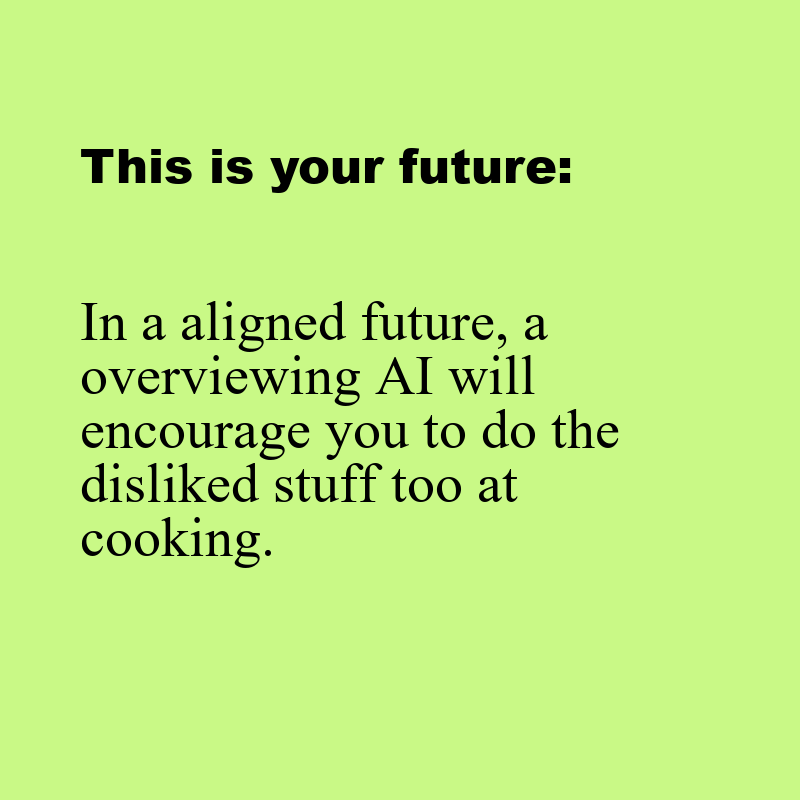 This is your future:
In a aligned future, a
overviewing AI will
encourage you to do the
disliked stuff too at
cooking.